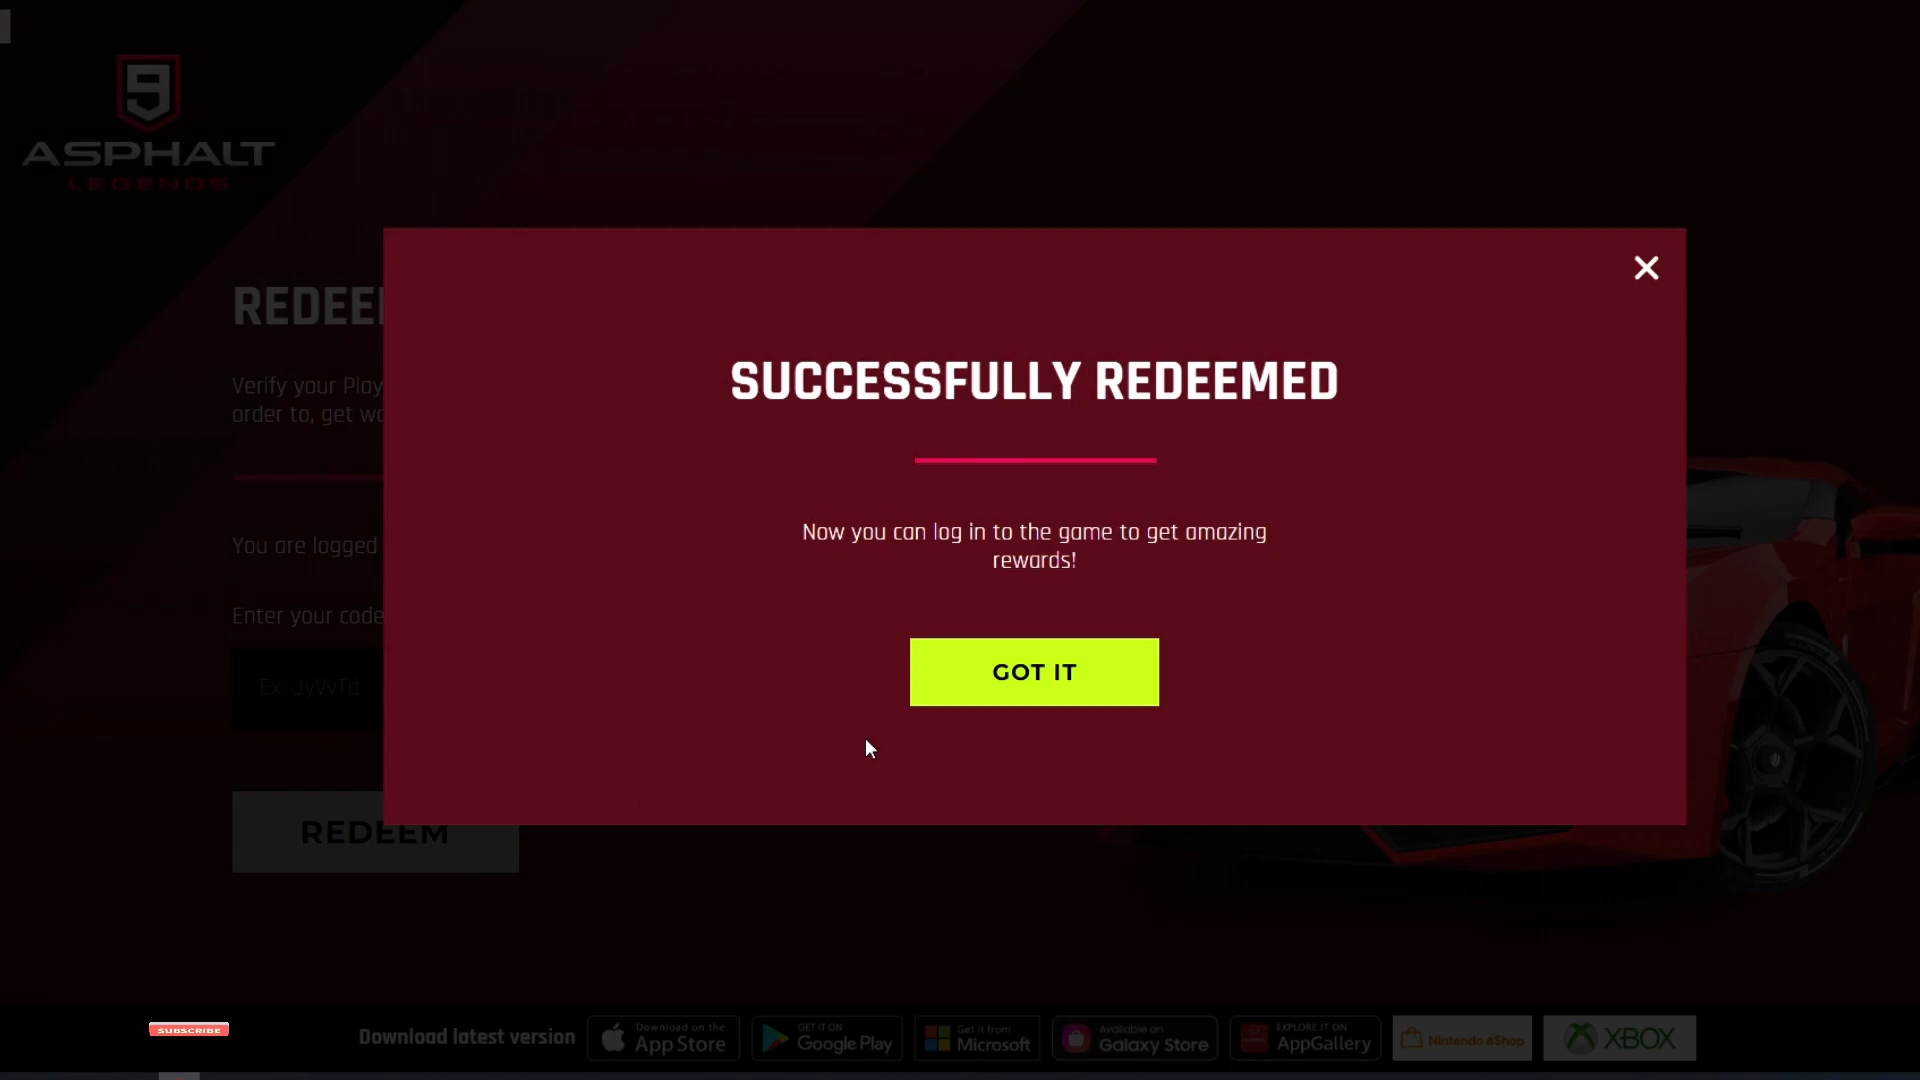 9
ASPHALT
LEGENDS
REDEE
Verify your Play
order to, get wa
You are logged
Enter your code
Ex: JyVvTd
REDEEM
SUCCESSFULLY REDEEMED
Now you can log in to the game to get amazing
rewards!
GOT IT
SUBSCRIBE
Download latest version
Download on the
App Store
GET IT ON
Google Play
Get it from
Microsoft
Available on
Galaxy Store
EXPLORE IT ON
AppGallery
Nintendo eShop
XBOX